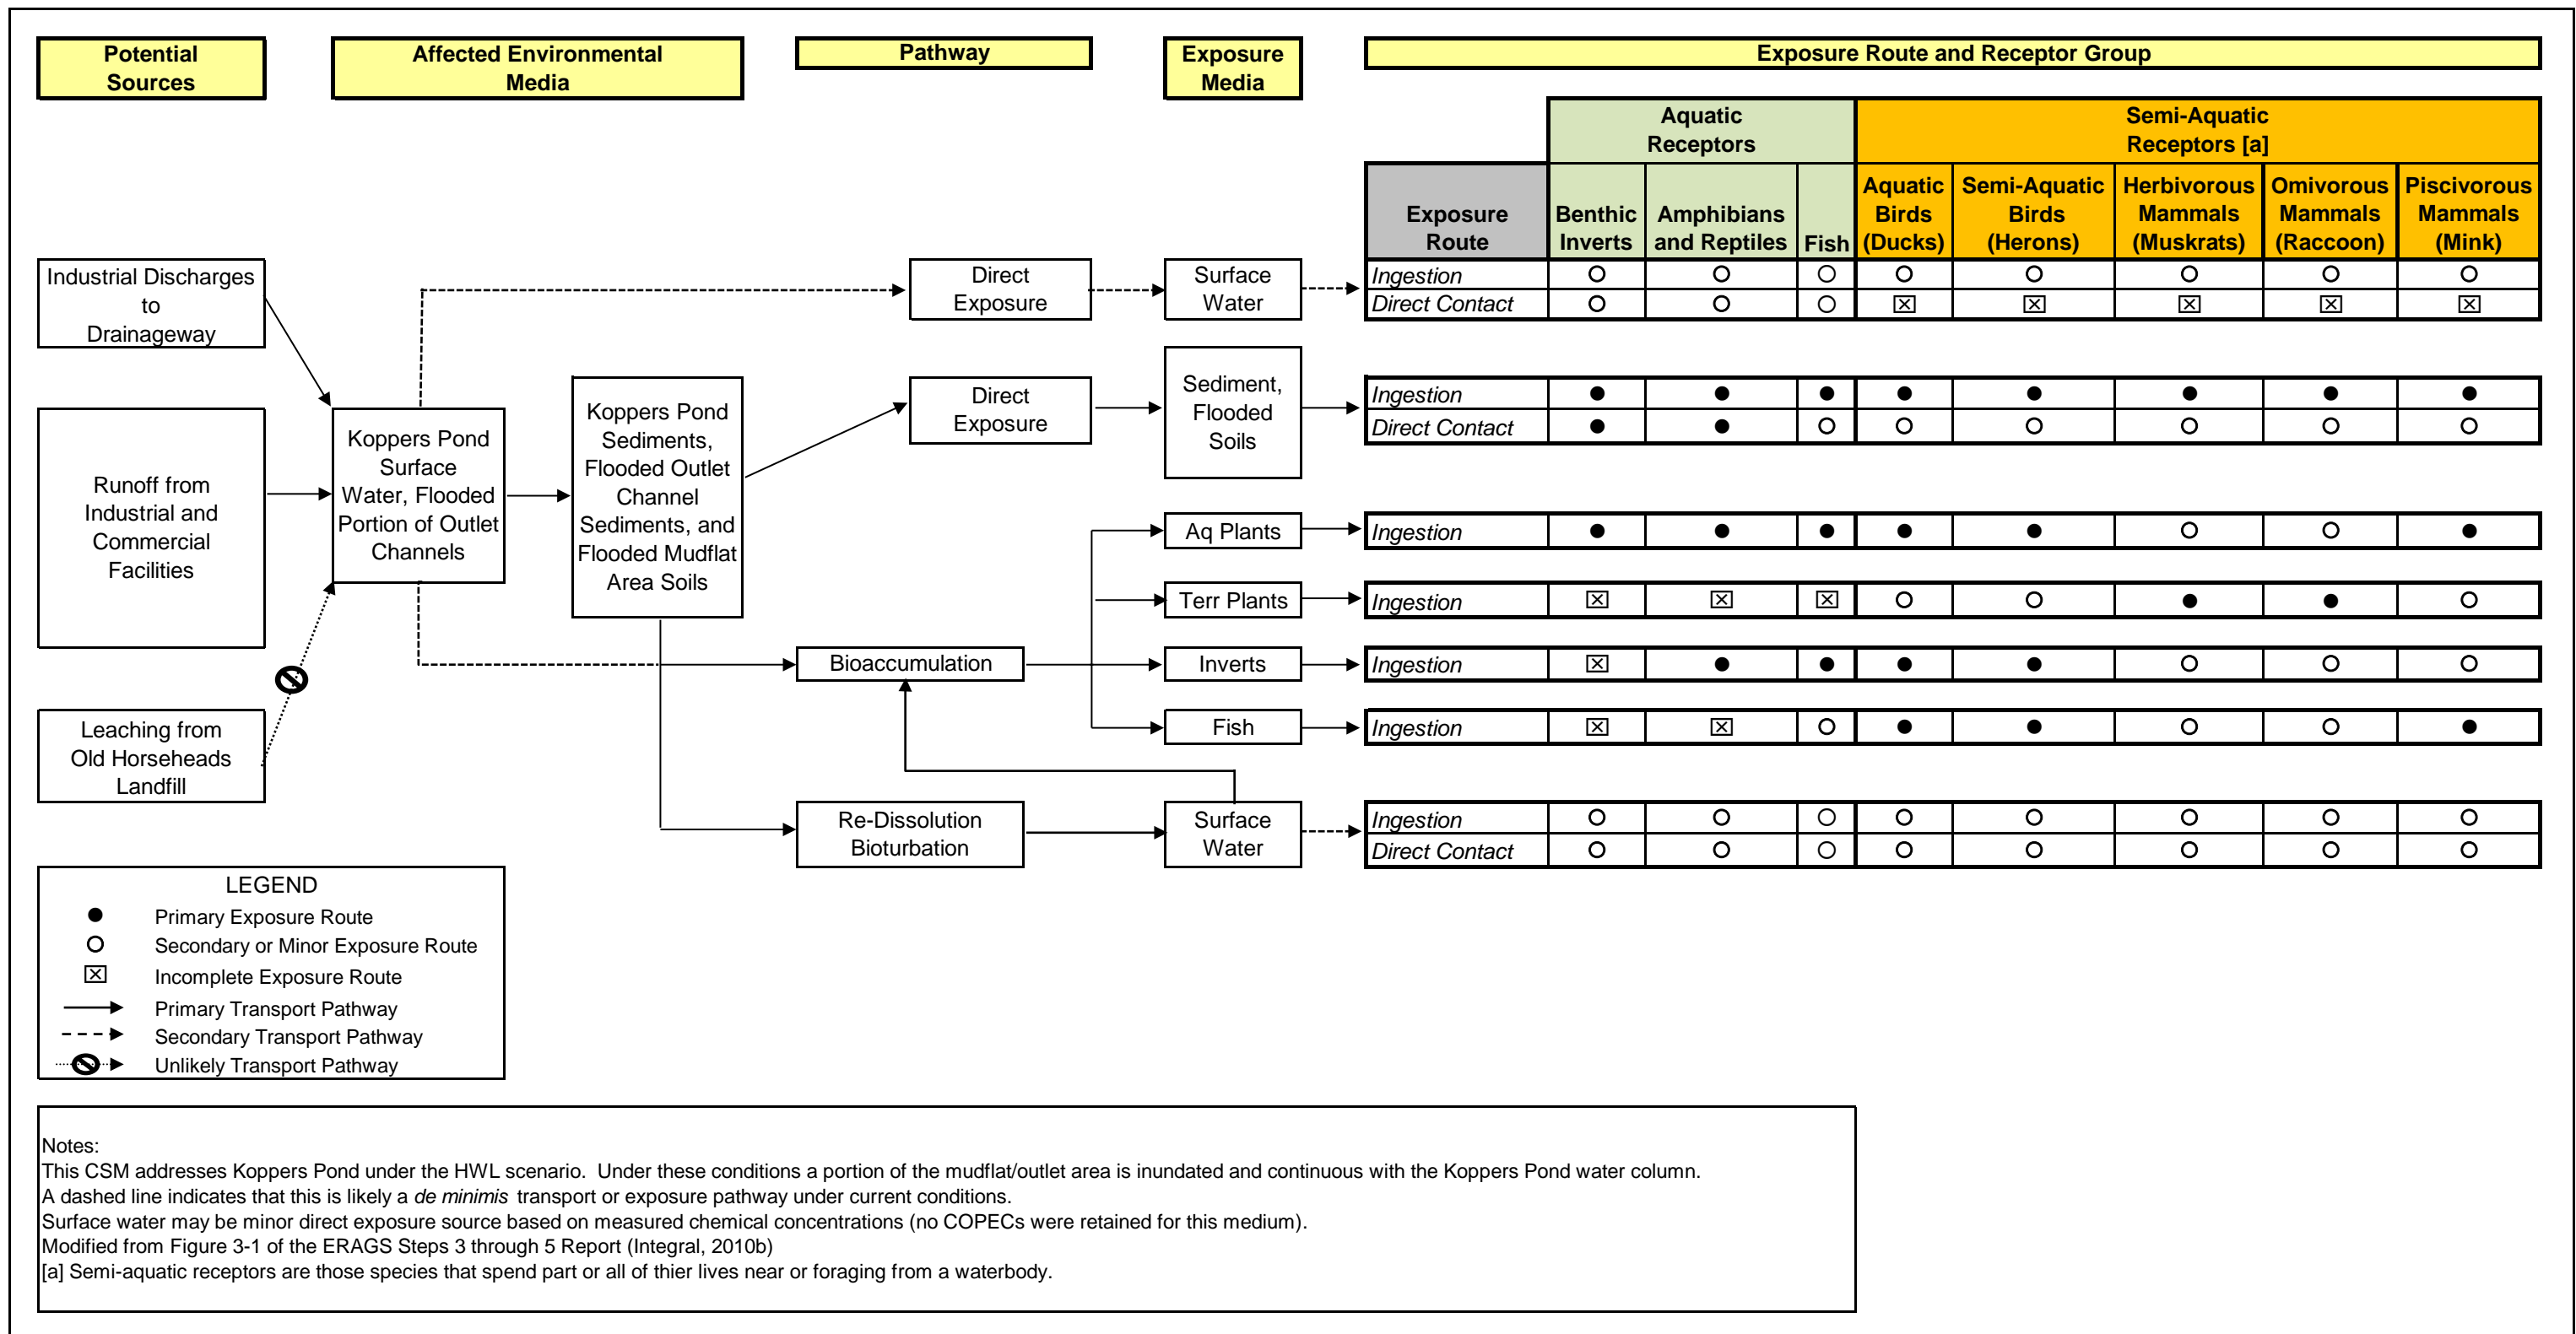 Potential
Sources
Affected Environmental
Media
Pathway
Exposure
Media
Exposure Route and Receptor Group
Aquatic
Receptors
Semi-Aquatic
Receptors [a]
Exposure
Route
Benthic
Inverts
Amphibians
and Reptiles
Fish
Aquatic
Birds
(Ducks)
Semi-Aquatic
Birds
(Herons)
Herbivorous
Mammals
(Muskrats)
Omivorous
Mammals
(Raccoon)
Piscivorous
Mammals
(Mink)
Industrial Discharges
to
Drainageway
Runoff from
Industrial and
Commercial
Facilities
Leaching from
Old Horseheads
Landfill
Koppers Pond
Surface
Water, Flooded
Portion of Outlet
Channels
Koppers Pond
Sediments,
Flooded Outlet
Channel
Sediments, and
Flooded Mudflat
Area Soils
Direct
Exposure
Surface
Water
Ingestion
Direct Contact
Direct
Exposure
Sediment,
Flooded
Soils
Ingestion
Direct Contact
Aq Plants
Ingestion
Terr Plants
Ingestion
Bioaccumulation
Inverts
Ingestion
Fish
Ingestion
Re-Dissolution
Bioturbation
Surface
Water
Ingestion
Direct Contact
LEGEND
Primary Exposure Route
Secondary or Minor Exposure Route
Incomplete Exposure Route
Primary Transport Pathway
Secondary Transport Pathway
Unlikely Transport Pathway
Notes:
This CSM addresses Koppers Pond under the HWL scenario.  Under these conditions a portion of the mudflat/outlet area is inundated and continuous with the Koppers Pond water column.
A dashed line indicates that this is likely a de minimis transport or exposure pathway under current conditions.
Surface water may be minor direct exposure source based on measured chemical concentrations (no COPECs were retained for this medium).
Modified from Figure 3-1 of the ERAGS Steps 3 through 5 Report (Integral, 2010b)
[a] Semi-aquatic receptors are those species that spend part or all of thier lives near or foraging from a waterbody.